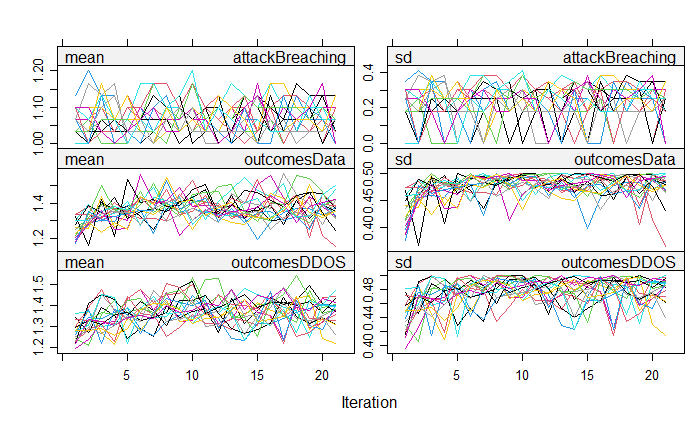 mean attackBreaching
sd attackBreaching
1.00 1.10 1.20
0.0 0.2 0.4
mean outcomesData
sd outcomesData
1.2 1.4
0.40 0.45 0.50
mean outcomesDDOS
sd outcomesDDOS
1.2 1.3 1.4 1.5
0.40 0.44 0.48
5 10 15 20
5 10 15 20
Iteration